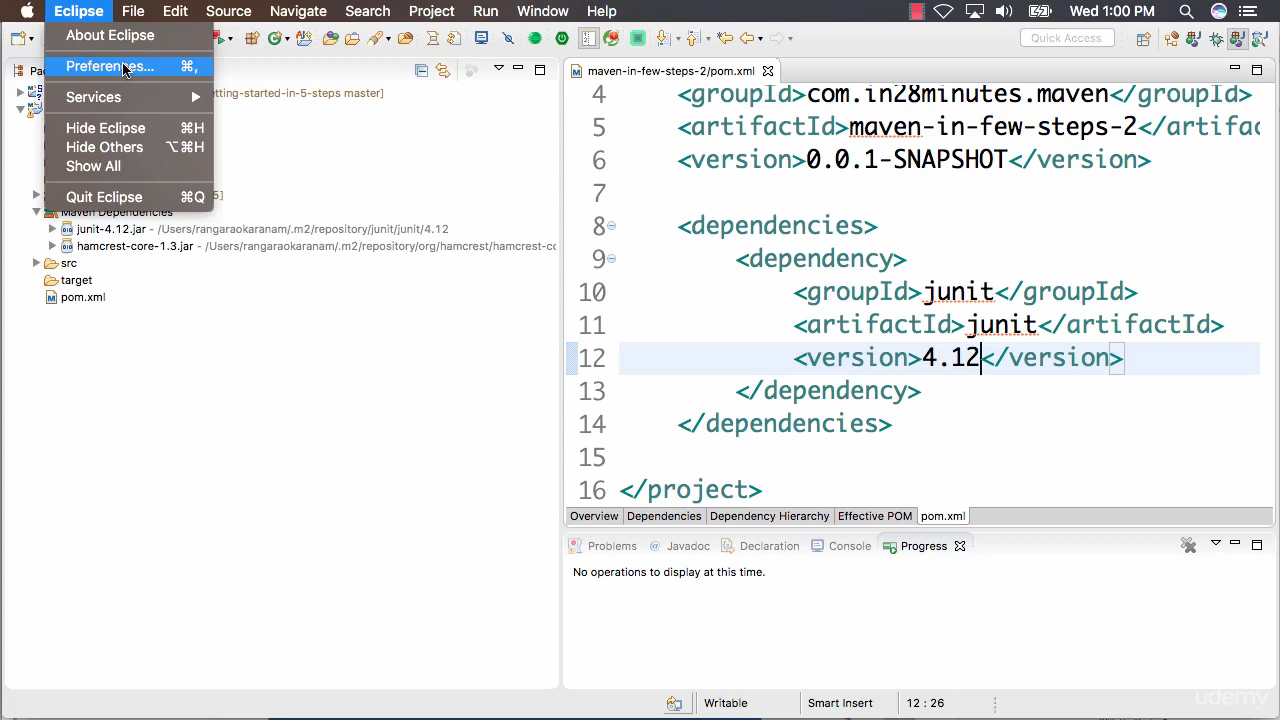 Eclipse File Edit Source Navigate Search Project Run Window Help Wed 1:00 PM
About Eclipse
Preferences... ⌘,
Services
Hide Eclipse ⌘H
Hide Others ⌥⌘H
Show All
Quit Eclipse ⌘Q
Quick Access
etting-started-in-5-steps master]
5]
Maven Dependencies
junit-4.12.jar - /Users/rangaraokaranam/.m2/repository/junit/junit/4.12
hamcrest-core-1.3.jar - /Users/rangaraokaranam/.m2/repository/org/hamcrest/hamcrest-cc
src
target
pom.xml
maven-in-few-steps-2/pom.xml
4 <groupId>com.in28minutes.maven</groupId>
5 <artifactId>maven-in-few-steps-2</artifac
6 <version>0.0.1-SNAPSHOT</version>
7
8 <dependencies>
9 <dependency>
10 <groupId>junit</groupId>
11 <artifactId>junit</artifactId>
12 <version>4.12</version>
13 </dependency>
14 </dependencies>
15
16 </project>
Overview Dependencies Dependency Hierarchy Effective POM pom.xml
Problems Javadoc Declaration Console Progress
No operations to display at this time.
Writable Smart Insert 12 : 26
udemy